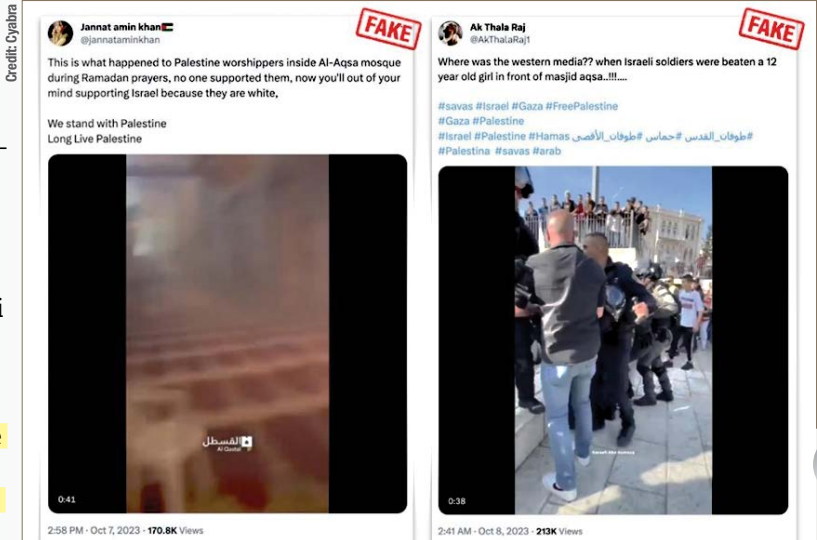 Credit: Cyabra
Jannat amin khan🇵🇸
@jannataminkhan
FAKE
This is what happened to Palestine worshippers inside Al-Aqsa mosque
during Ramadan prayers, no one supported them, now you'll out of your
mind supporting Israel because they are white,
We stand with Palestine
Long Live Palestine
القسطل
Al Qastal
0:41
2:58 PM · Oct 7, 2023 · 170.8K Views
Ak Thala Raj
@AkThalaRaj1
FAKE
Where was the western media?? when Israeli soldiers were beaten a 12
year old girl in front of masjid aqsa..!!!....
#savas #Israel #Gaza #FreePalestine
#Gaza #Palestine
#Israel #Palestine #Hamas طوفان_القدس #حماس #طوفان_الأقصى#
#Palestina #savas #arab
0:38
2:41 AM · Oct 8, 2023 · 213K Views